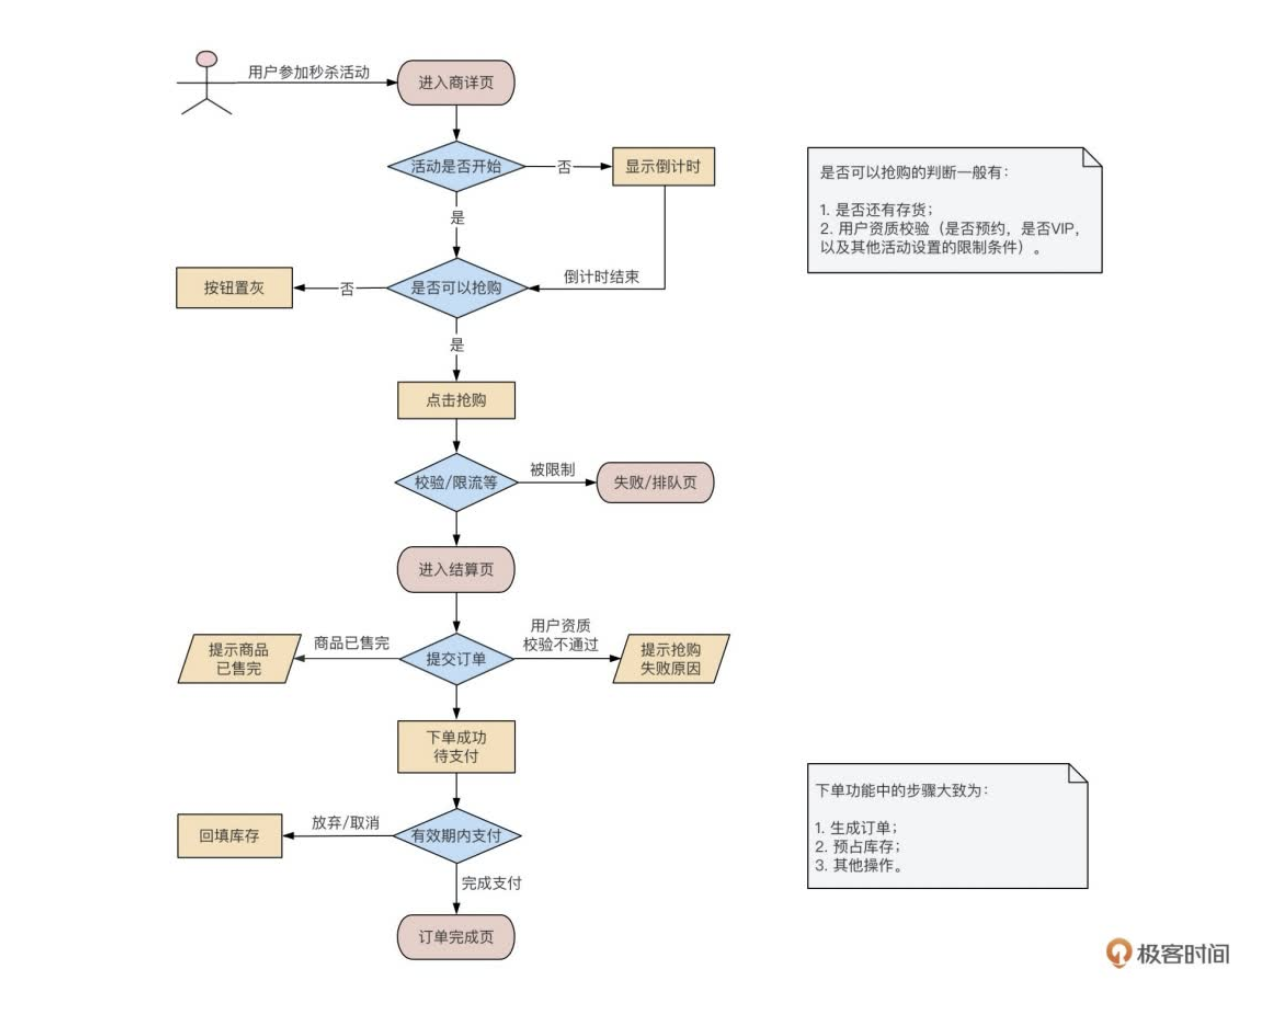 用户参加秒杀活动
进入商详页
活动是否开始
否
显示倒计时
是
倒计时结束
是否可以抢购
否
按钮置灰
是否可以抢购的判断一般有：
1. 是否还有存货；
2. 用户资质校验（是否预约，是否VIP，
以及其他活动设置的限制条件）。
是
点击抢购
校验/限流等
被限制
失败/排队页
进入结算页
提交订单
商品已售完
提示商品
已售完
用户资质
校验不通过
提示抢购
失败原因
下单成功
待支付
有效期内支付
放弃/取消
回填库存
完成支付
订单完成页
下单功能中的步骤大致为：
1. 生成订单；
2. 预占库存；
3. 其他操作。
极客时间